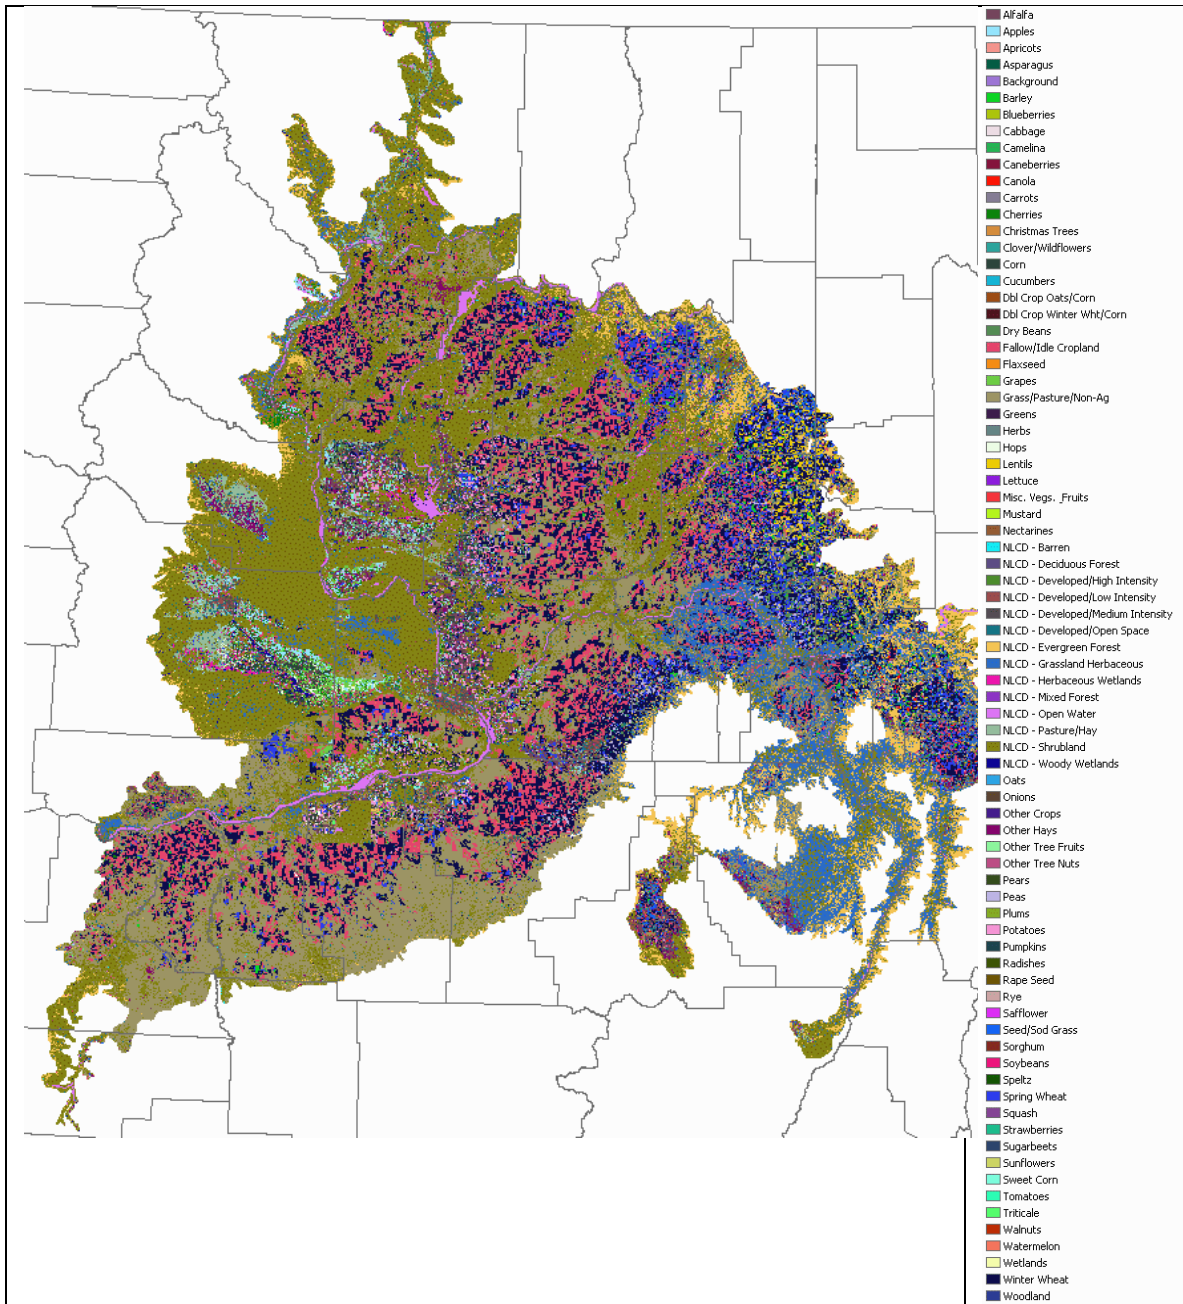 Alfalfa
Apples
Apricots
Asparagus
Background
Barley
Blueberries
Cabbage
Camelina
Caneberries
Canola
Carrots
Cherries
Christmas Trees
Clover/Wildflowers
Corn
Cucumbers
Dbl Crop Oats/Corn
Dbl Crop Winter Wht/Corn
Dry Beans
Fallow/Idle Cropland
Flaxseed
Grapes
Grass/Pasture/Non-Ag
Greens
Herbs
Hops
Lentils
Lettuce
Misc. Vegs. _Fruits
Mustard
Nectarines
NLCD - Barren
NLCD - Deciduous Forest
NLCD - Developed/High Intensity
NLCD - Developed/Low Intensity
NLCD - Developed/Medium Intensity
NLCD - Developed/Open Space
NLCD - Evergreen Forest
NLCD - Grassland Herbaceous
NLCD - Herbaceous Wetlands
NLCD - Mixed Forest
NLCD - Open Water
NLCD - Pasture/Hay
NLCD - Shrubland
NLCD - Woody Wetlands
Oats
Onions
Other Crops
Other Hays
Other Tree Fruits
Other Tree Nuts
Pears
Peas
Plums
Potatoes
Pumpkins
Radishes
Rape Seed
Rye
Safflower
Seed/Sod Grass
Sorghum
Soybeans
Speltz
Spring Wheat
Squash
Strawberries
Sugarbeets
Sunflowers
Sweet Corn
Tomatoes
Triticale
Walnuts
Watermelon
Wetlands
Winter Wheat
Woodland